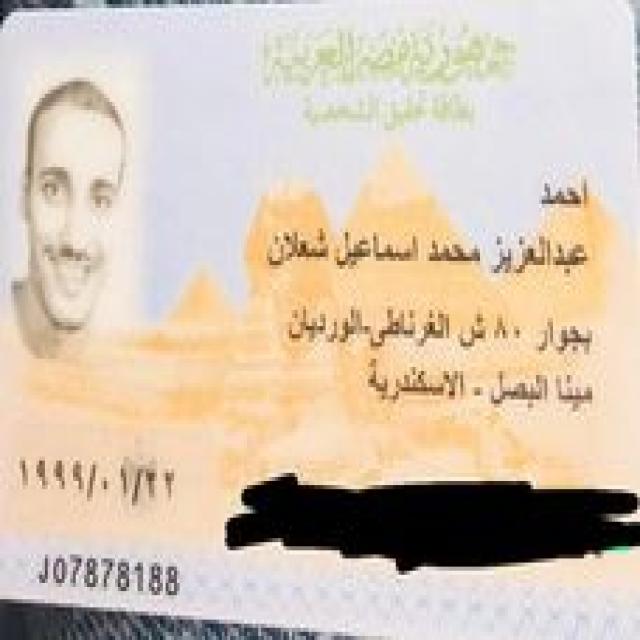 جمهورية مصر العربية
بطاقة تحقيق الشخصية
احمد
عبدالعزيز محمد اسماعيل شعلان
بجوار ٨٠ ش الغرناطى-الورديان
مينا البصل - الاسكندرية
١٩٩٩/٠١/٢٢
J07878188